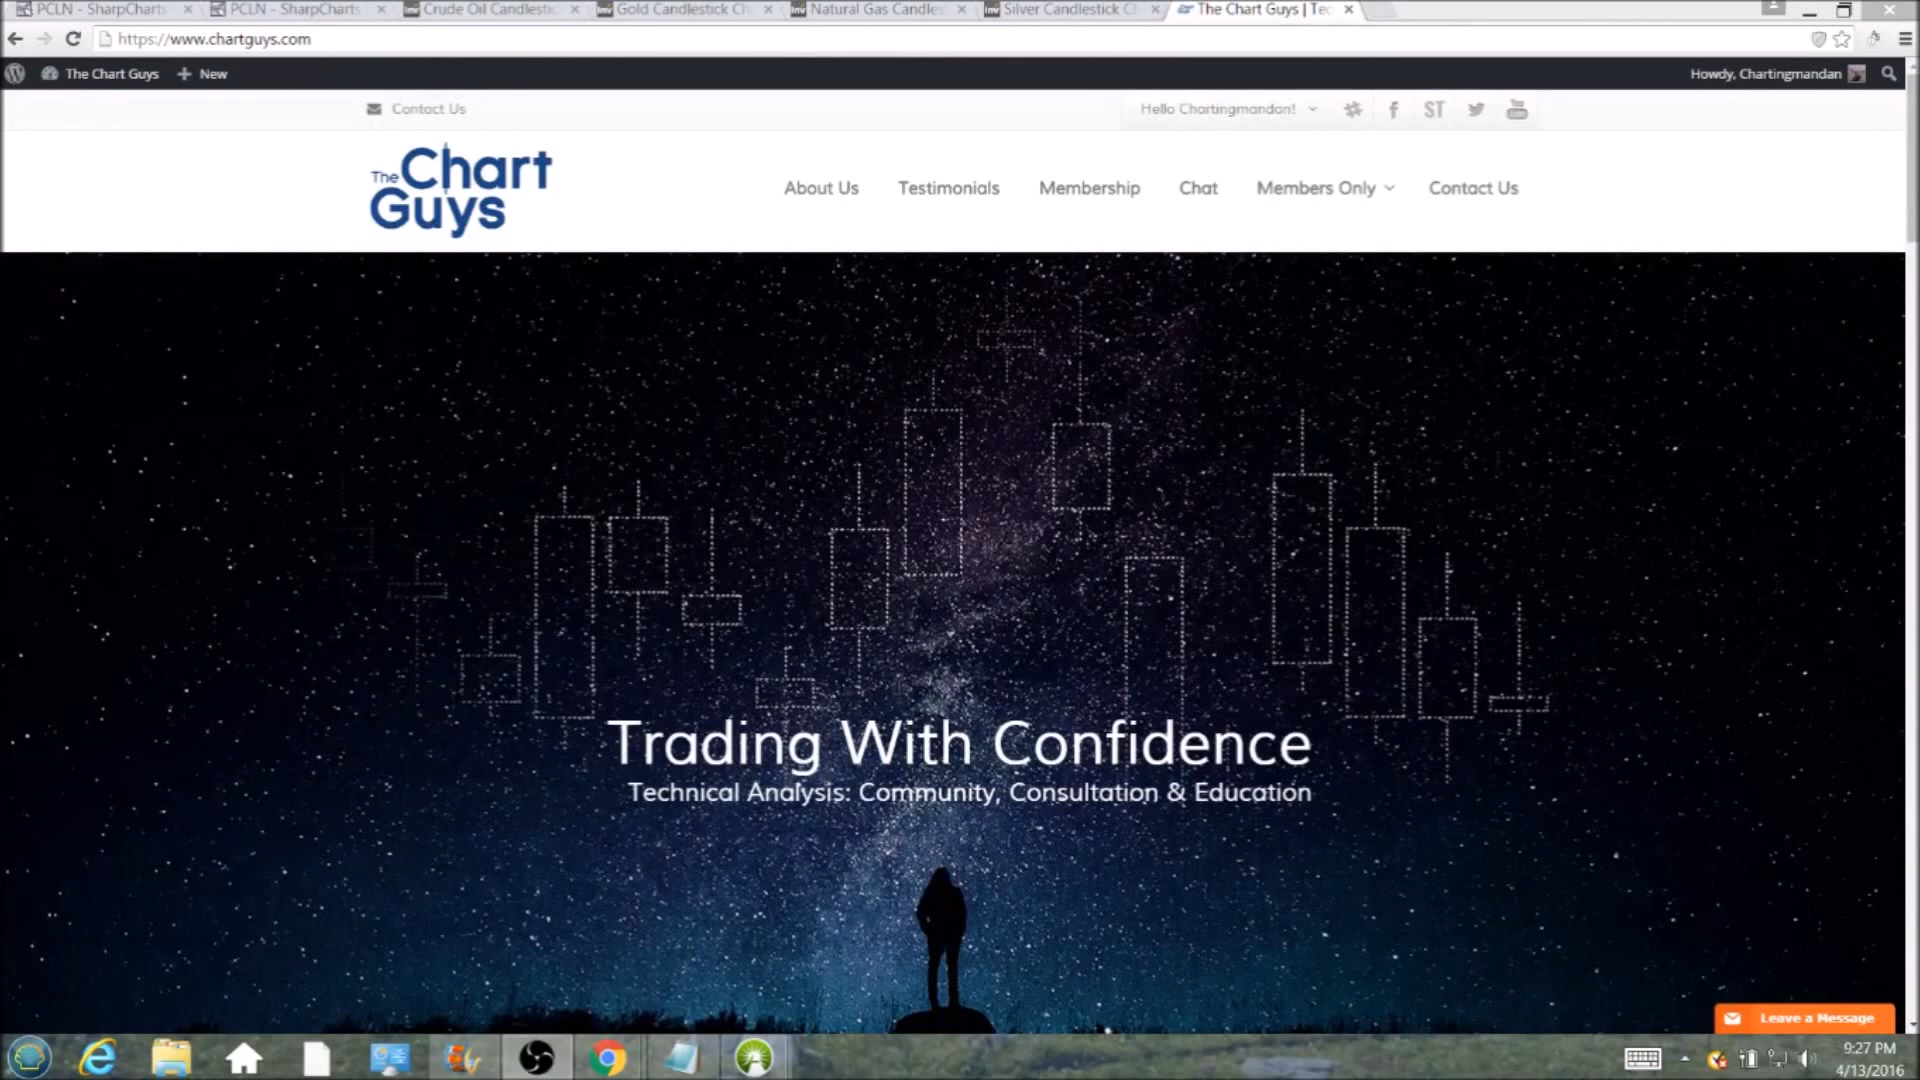 PCLN - SharpCharts
PCLN - SharpCharts
Crude Oil Candlestic
Gold Candlestick Ch
Natural Gas Candles
Silver Candlestick Ch
The Chart Guys | Tec
https://www.chartguys.com
The Chart Guys
New
Howdy, Chartingmandan
Contact Us
Hello Chartingmandan!
ST
The Chart
Guys
About Us
Testimonials
Membership
Chat
Members Only
Contact Us
Trading With Confidence
Technical Analysis: Community, Consultation & Education
Leave a Message
9:27 PM
4/13/2016